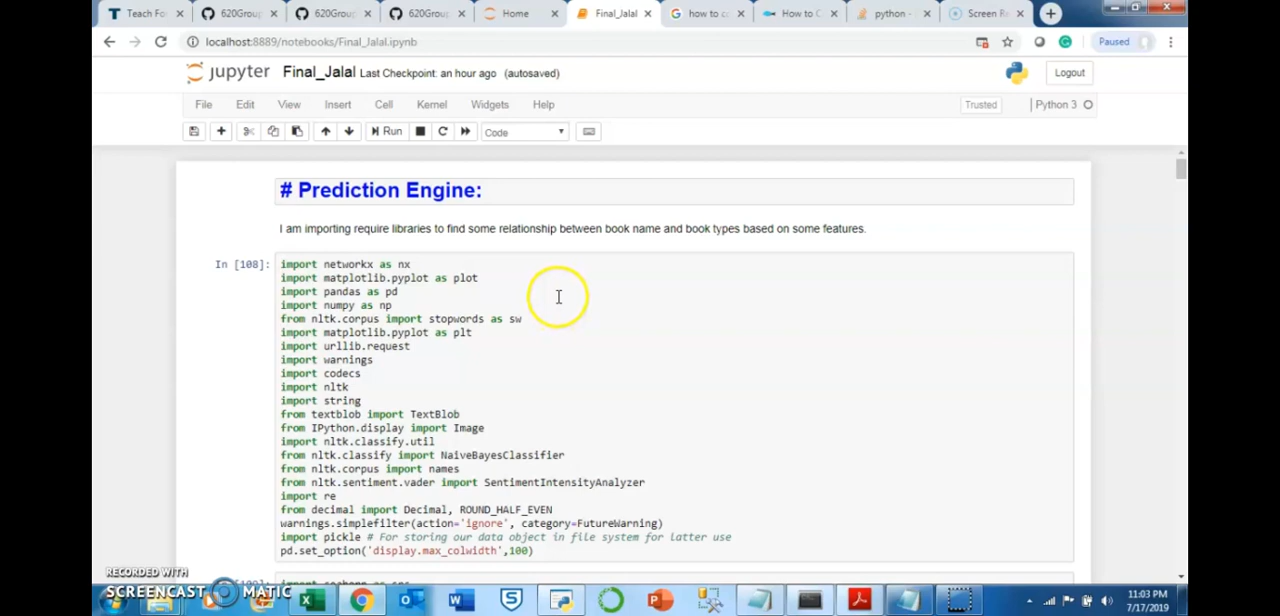 Teach Fo
620Group
620Group
620Group
Home
Final_Jalal
how to c
How to C
python -
Screen Re
localhost:8889/notebooks/Final_Jalal.ipynb
Paused
jupyter Final_Jalal Last Checkpoint: an hour ago (autosaved)
Logout
File Edit View Insert Cell Kernel Widgets Help
Trusted
Python 3
Run
Code
# Prediction Engine:
I am importing require libraries to find some relationship between book name and book types based on some features.
In [108]:
import networkx as nx
import matplotlib.pyplot as plot
import pandas as pd
import numpy as np
from nltk.corpus import stopwords as sw
import matplotlib.pyplot as plt
import urllib.request
import warnings
import codecs
import nltk
import string
from textblob import TextBlob
from IPython.display import Image
import nltk.classify.util
from nltk.classify import NaiveBayesClassifier
from nltk.corpus import names
from nltk.sentiment.vader import SentimentIntensityAnalyzer
import re
from decimal import Decimal, ROUND_HALF_EVEN
warnings.simplefilter(action='ignore', category=FutureWarning)
import pickle # For storing our data object in file system for latter use
pd.set_option('display.max_colwidth',100)
RECORDED WITH
SCREENCAST MATIC
11:03 PM
7/17/2019